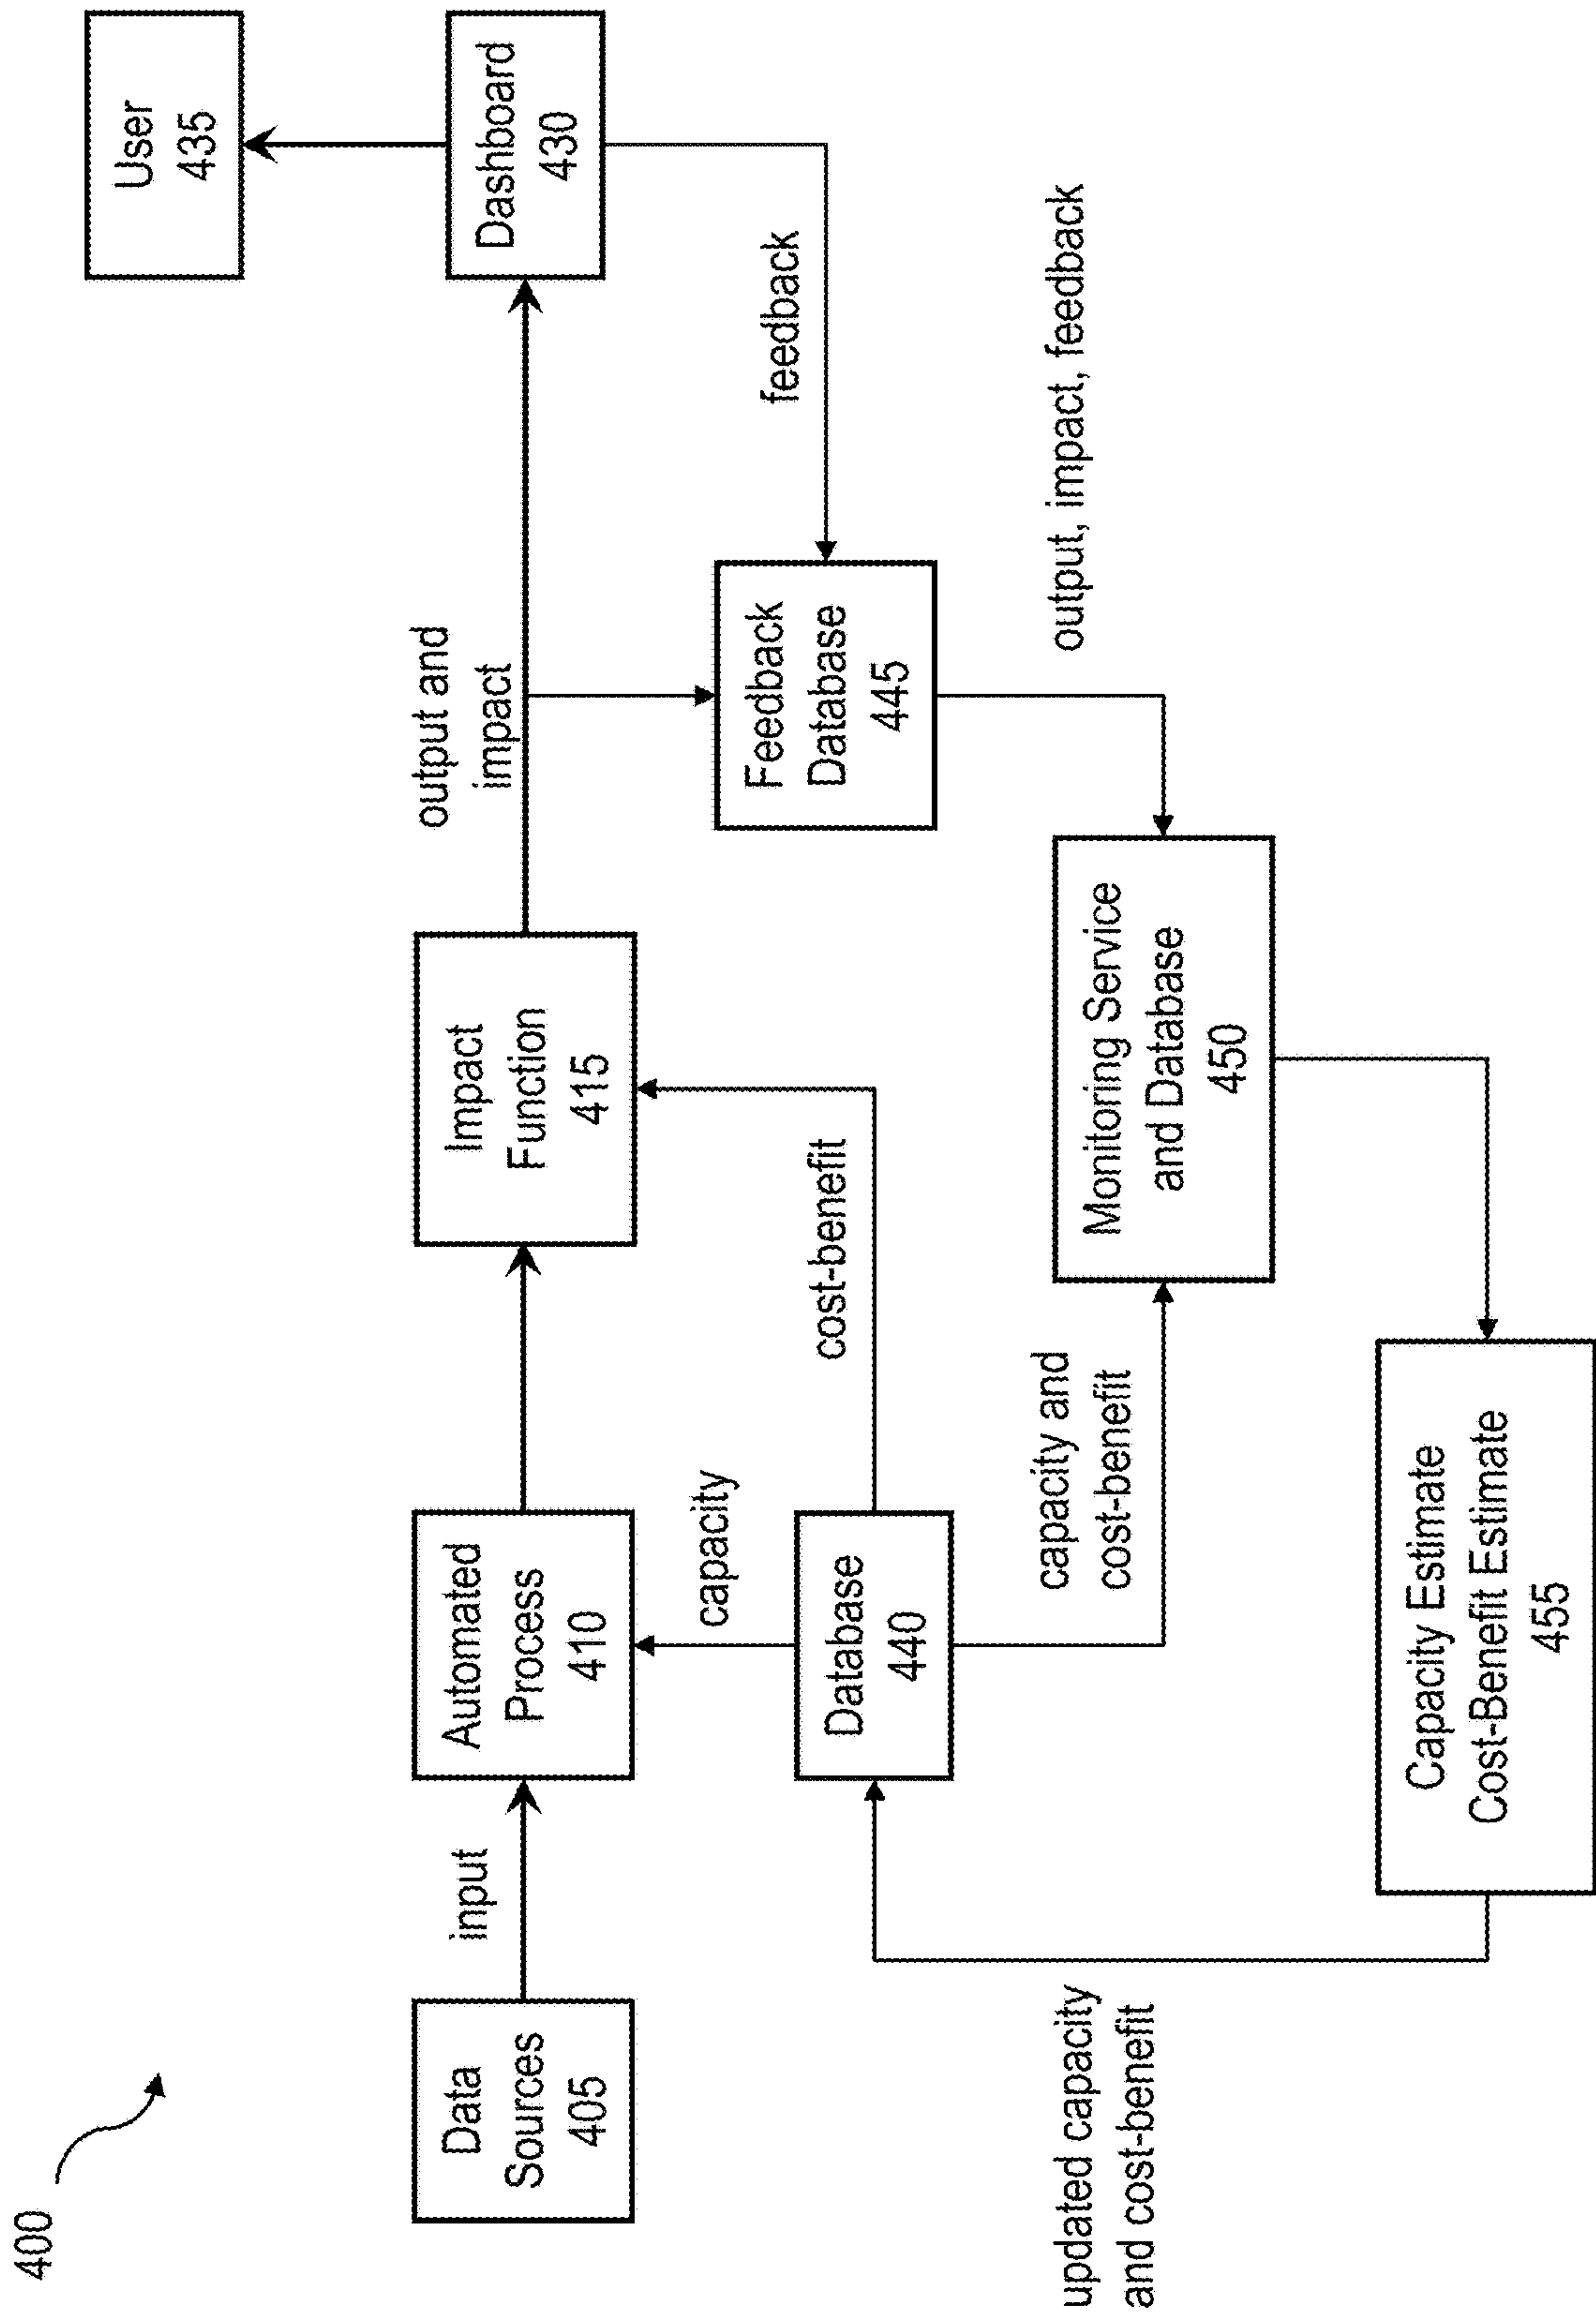 400
User
435
Data
Sources
405
input
Automated
Process
410
Impact
Function
415
output and
impact
Dashboard
430
capacity
cost-benefit
feedback
Database
440
Feedback
Database
445
capacity and
cost-benefit
Monitoring Service
and Database
450
output, impact, feedback
updated capacity
and cost-benefit
Capacity Estimate
Cost-Benefit Estimate
455